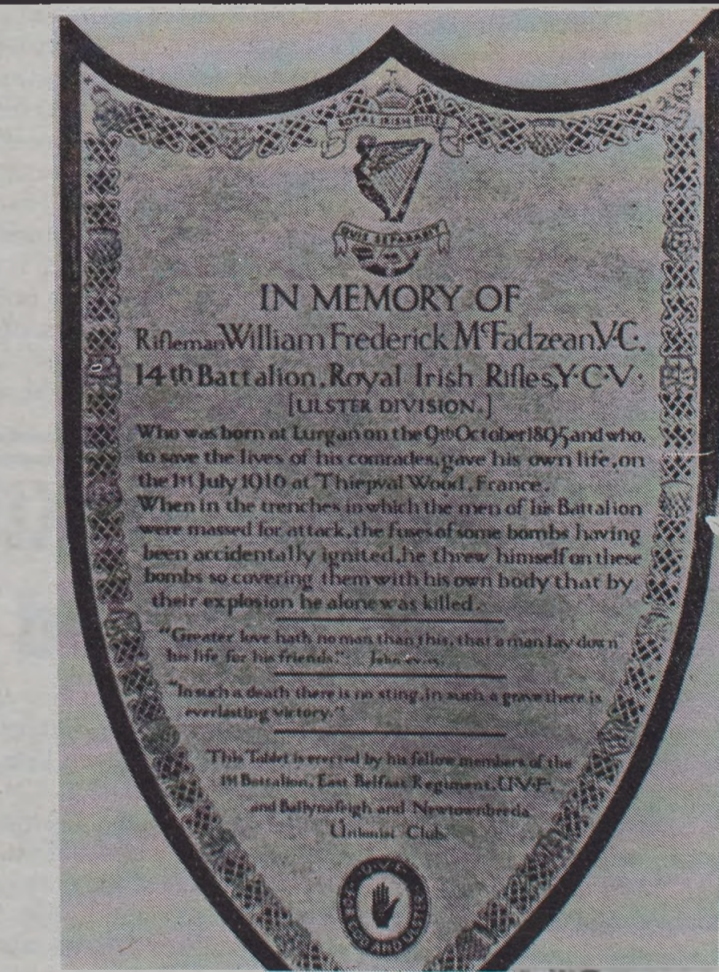 ROYAL IRISH RIFLES
QUIS SEPARABIT
IN MEMORY OF
Rifleman William Frederick McFadzean V·C.
14th Battalion, Royal Irish Rifles, Y·C·V·
[ULSTER DIVISION.]
Who was born at Lurgan on the 9th October 1895 and who,
to save the lives of his comrades, gave his own life, on
the 1st July 1916 at Thiepval Wood, France.
When in the trenches in which the men of his Battalion
were massed for attack, the fuses of some bombs having
been accidentally ignited, he threw himself on these
bombs so covering them with his own body that by
their explosion he alone was killed.
"Greater love hath no man than this, that a man lay down
his life for his friends." John
"In such a death there is no sting, in such a grave there is
everlasting victory."
This Tablet is erected by his fellow members of the
1st Battalion, East Belfast Regiment, U·V·F,
and Ballynafeigh and Newtownbreda
Unionist Club.
U·V·F·
FOR GOD AND ULSTER